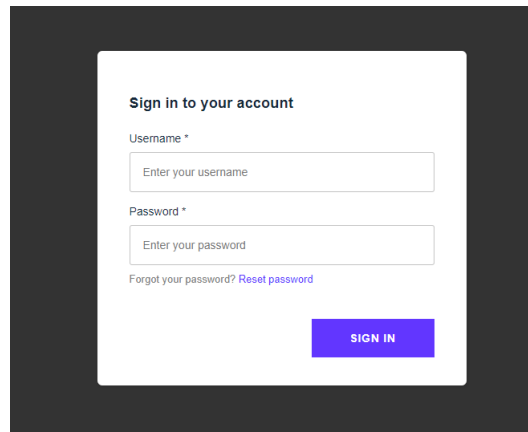 Sign in to your account
Username *
Enter your username
Password *
Enter your password
Forgot your password? Reset password
SIGN IN